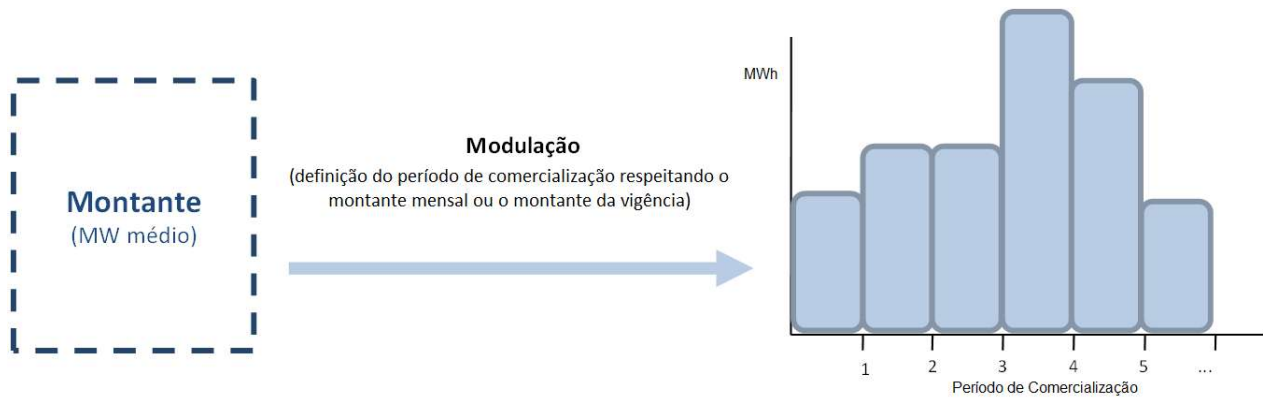 Montante
(MW médio)
Modulação
(definição do período de comercialização respeitando o
montante mensal ou o montante da vigência)
MWh
1 2 3 4 5 ...
Período de Comercialização